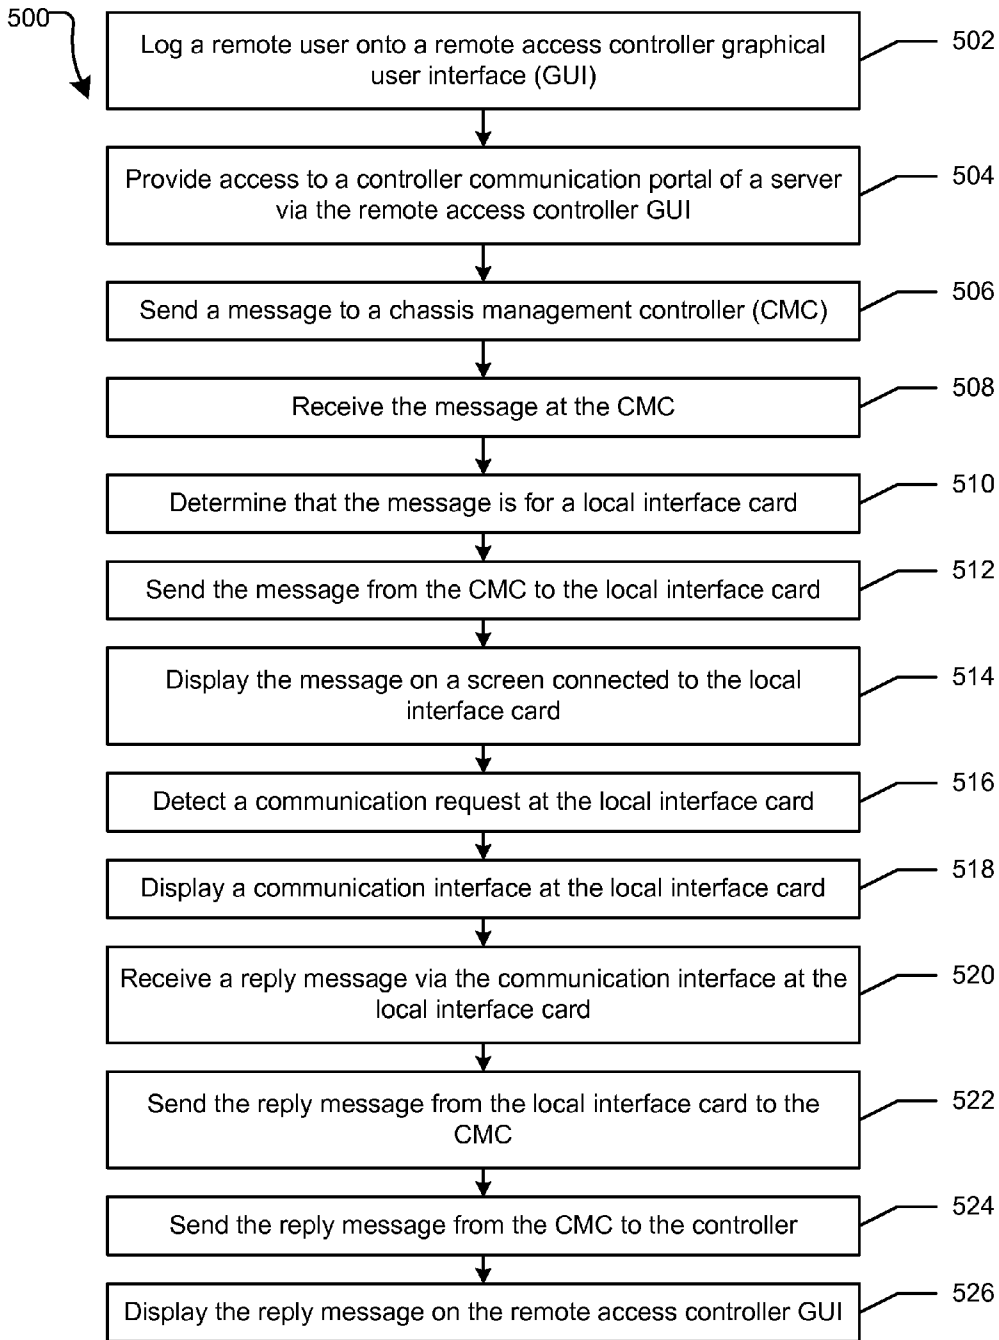 500
Log a remote user onto a remote access controller graphical
user interface (GUI)
502
Provide access to a controller communication portal of a server
via the remote access controller GUI
504
Send a message to a chassis management controller (CMC)
506
Receive the message at the CMC
508
Determine that the message is for a local interface card
510
Send the message from the CMC to the local interface card
512
Display the message on a screen connected to the local
interface card
514
Detect a communication request at the local interface card
516
Display a communication interface at the local interface card
518
Receive a reply message via the communication interface at the
local interface card
520
Send the reply message from the local interface card to the
CMC
522
Send the reply message from the CMC to the controller
524
Display the reply message on the remote access controller GUI
526